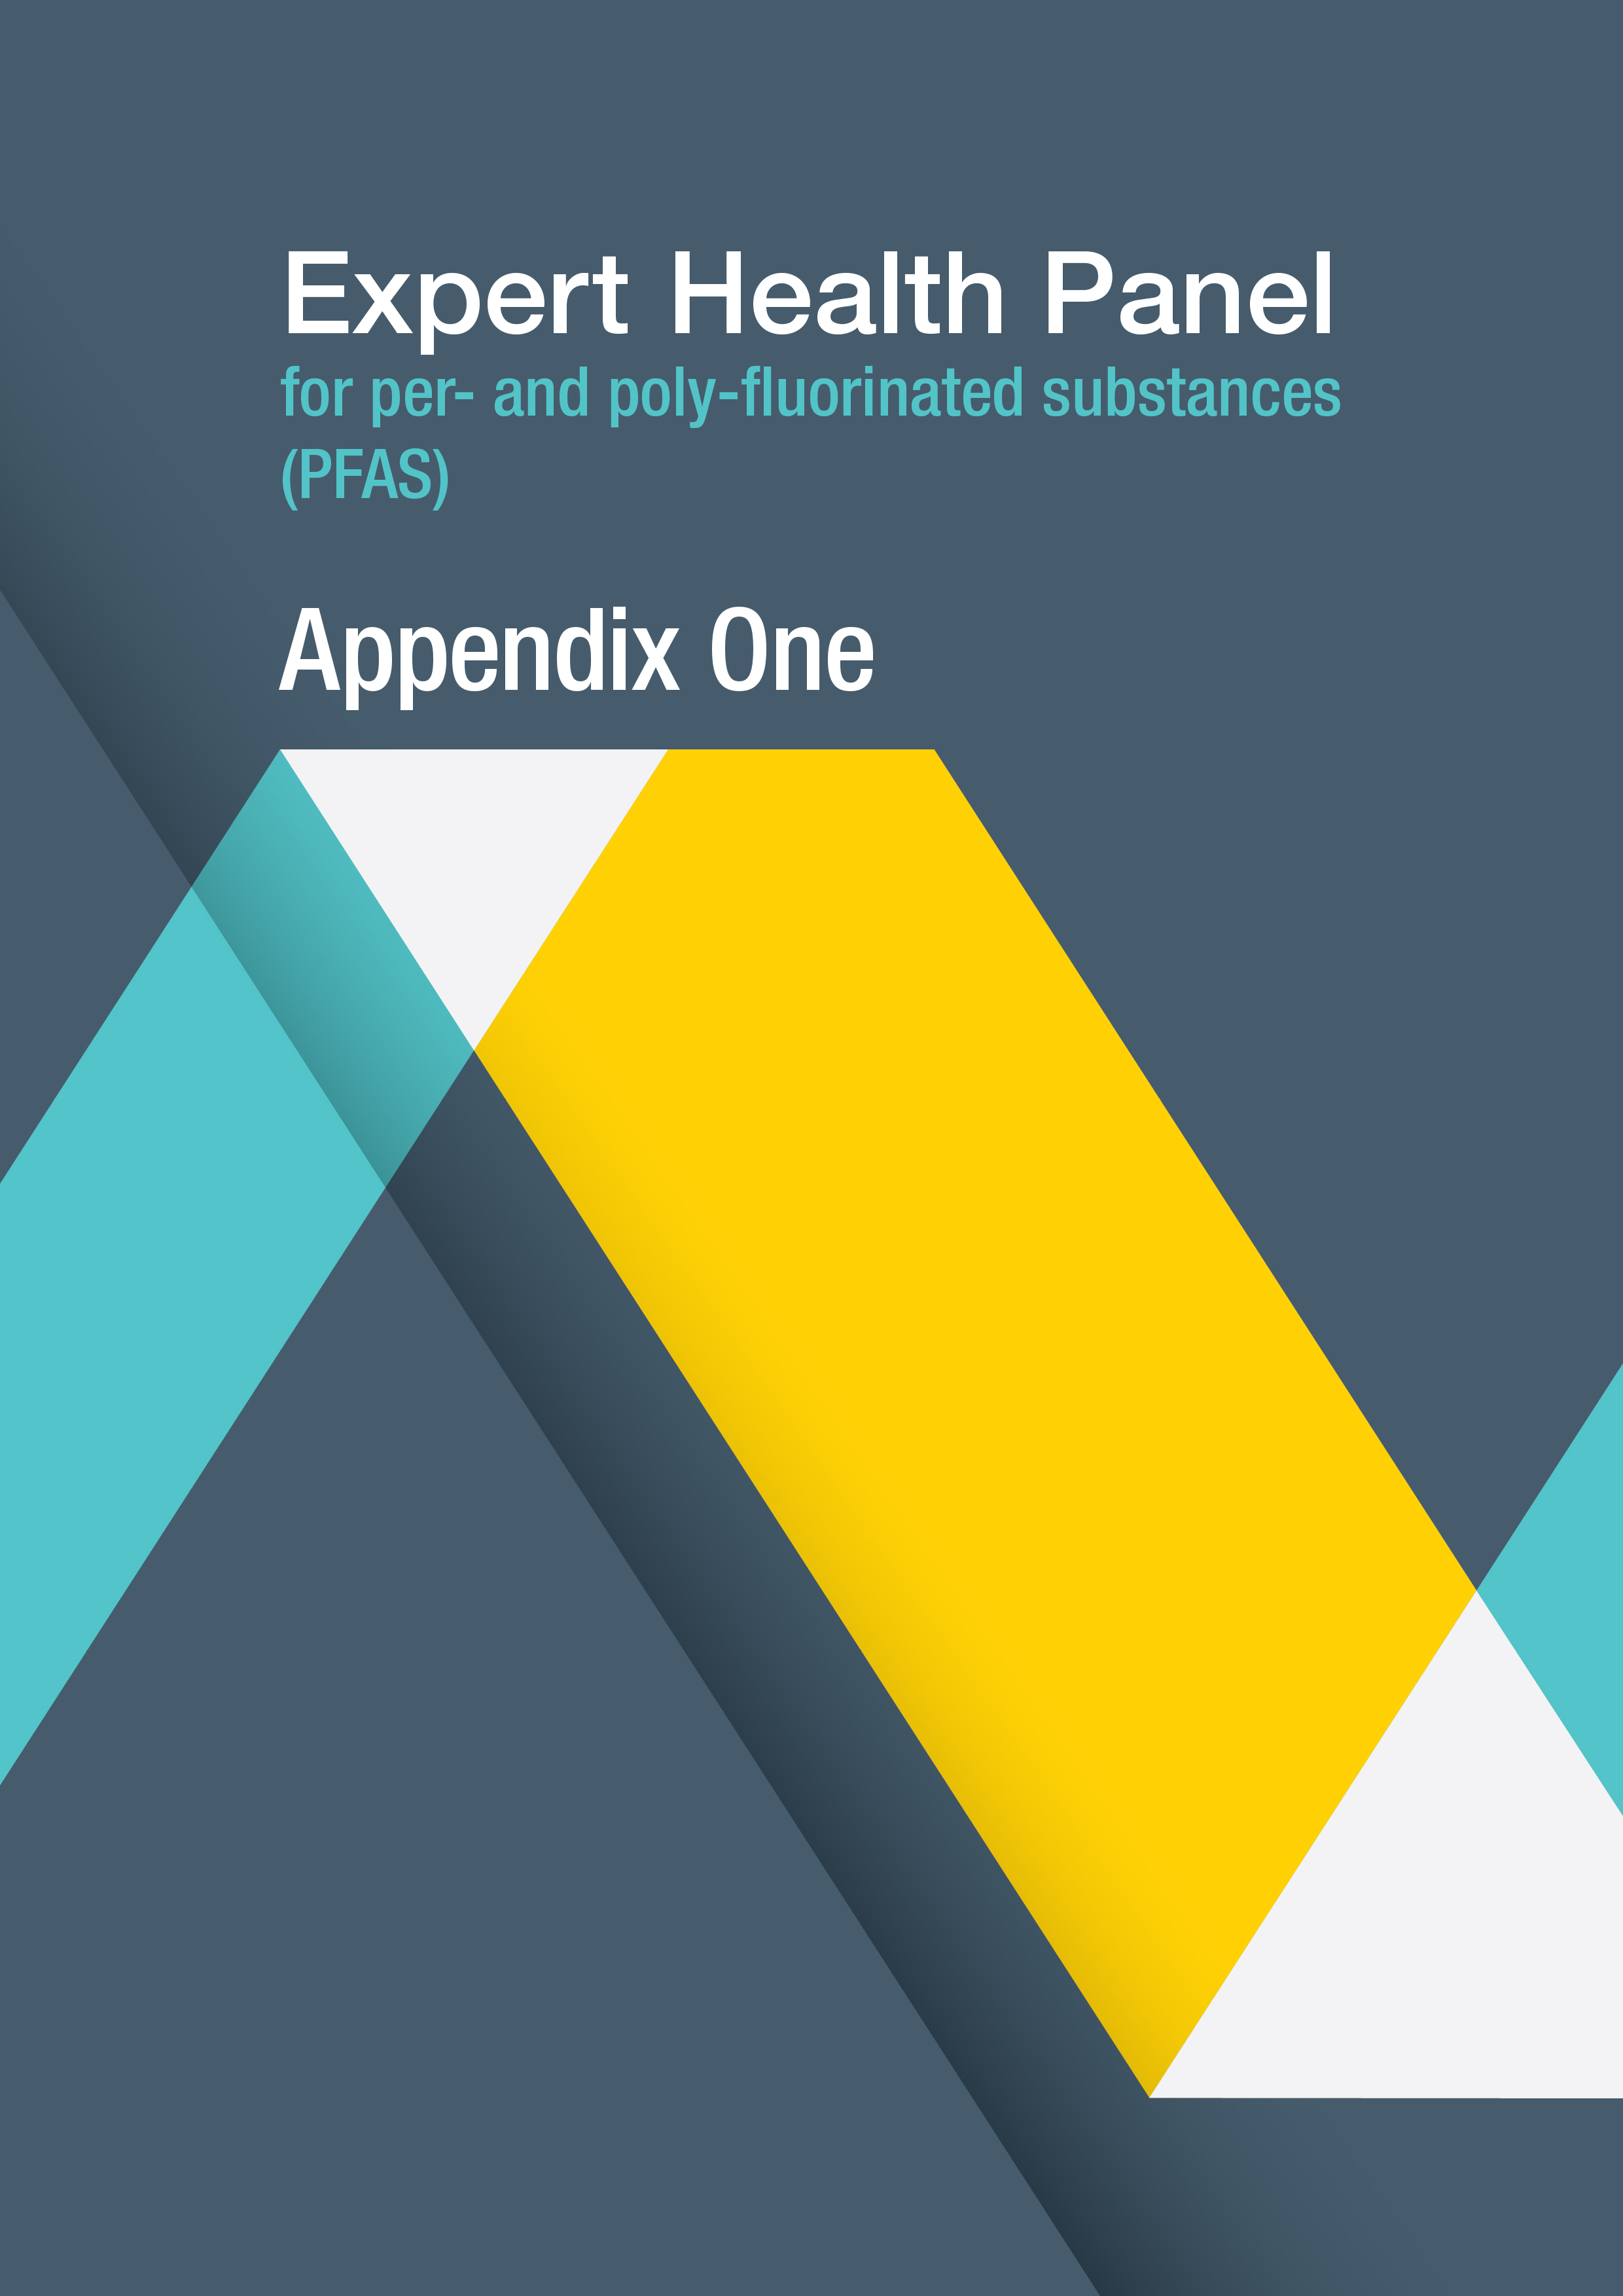 Expert Health Panel
for per- and poly-fluorinated substances
(PFAS)
Appendix One